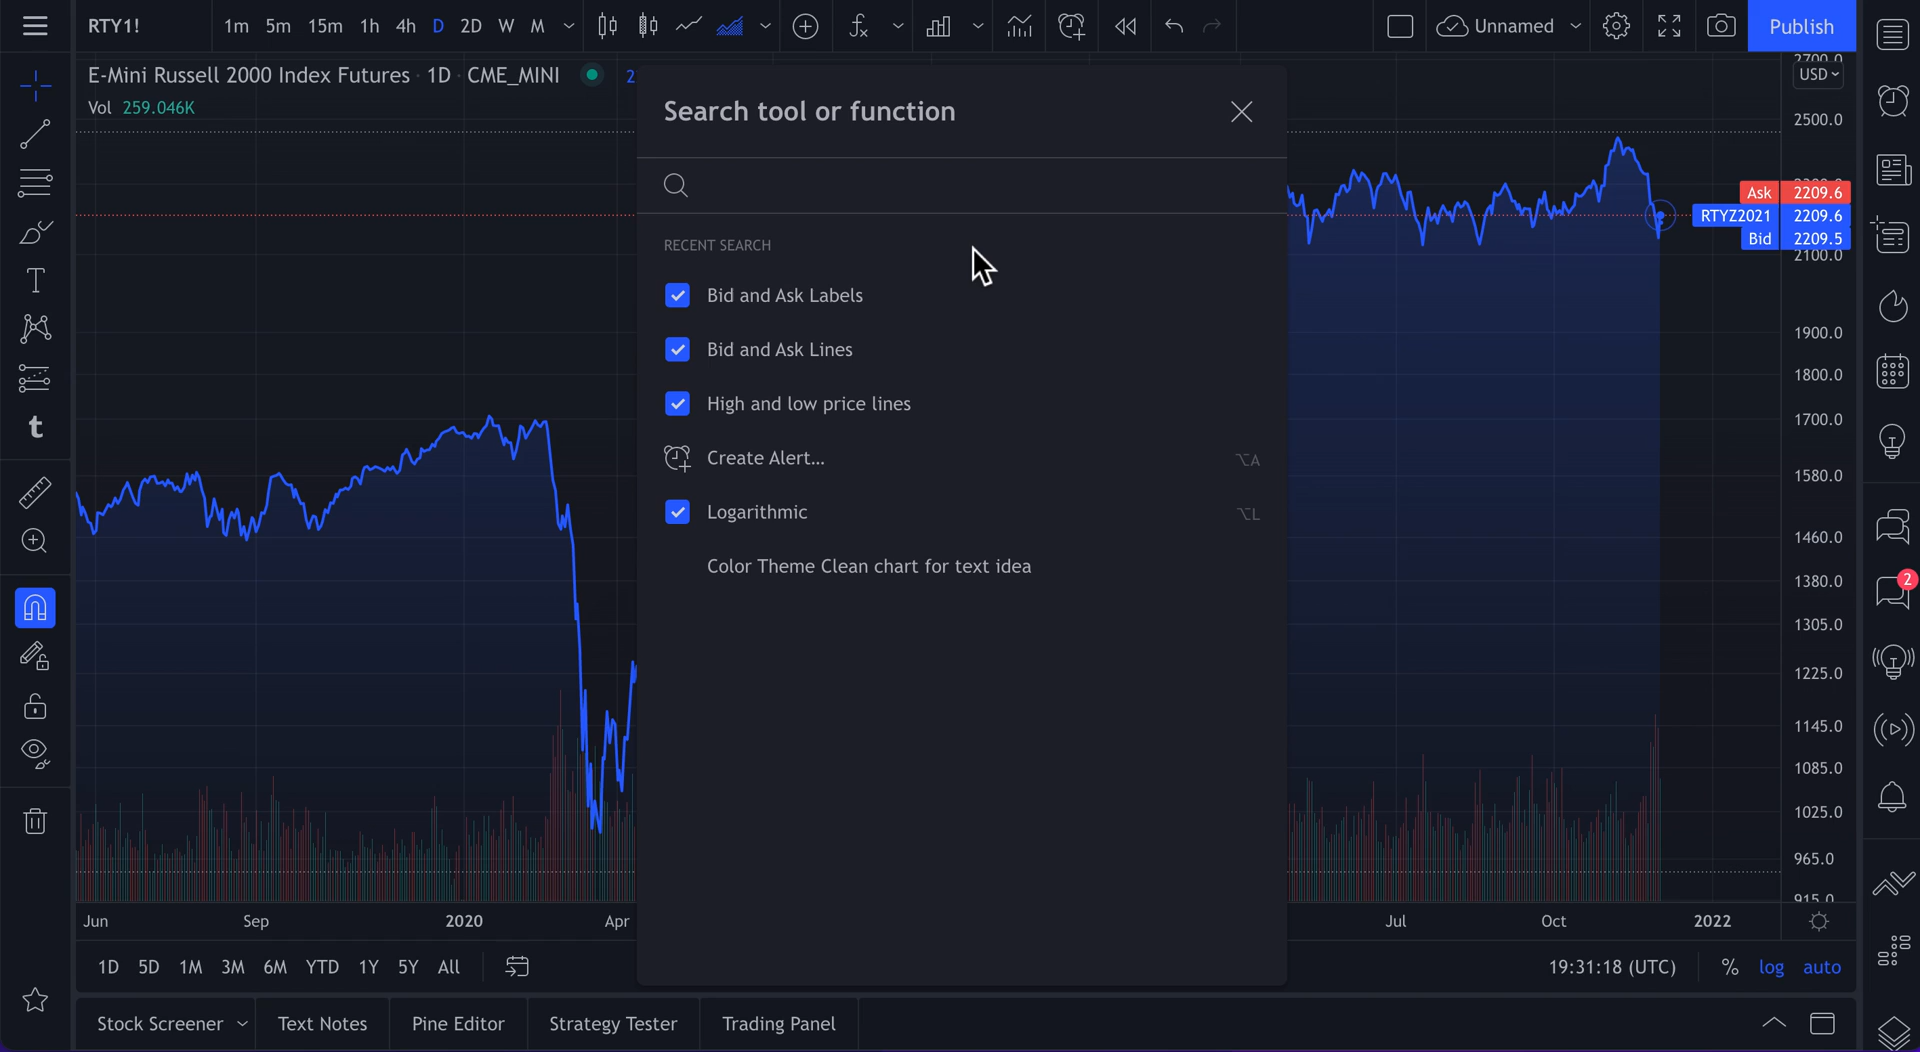 RTY1!
1m 5m 15m 1h 4h D 2D W M
Unnamed
Publish
E-Mini Russell 2000 Index Futures · 1D · CME_MINI
Vol 259.046K
Search tool or function
RECENT SEARCH
Bid and Ask Labels
Bid and Ask Lines
High and low price lines
Create Alert...
⌥A
Logarithmic
⌥L
Color Theme Clean chart for text idea
2700.0
USD
2500.0
Ask 2209.6
RTYZ2021 2209.6
Bid 2209.5
2100.0
1900.0
1800.0
1700.0
1580.0
1460.0
1380.0
1305.0
1225.0
1145.0
1085.0
1025.0
965.0
915.0
2
Jun Sep 2020 Apr Jul Oct 2022
1D 5D 1M 3M 6M YTD 1Y 5Y All
19:31:18 (UTC) % log auto
Stock Screener Text Notes Pine Editor Strategy Tester Trading Panel